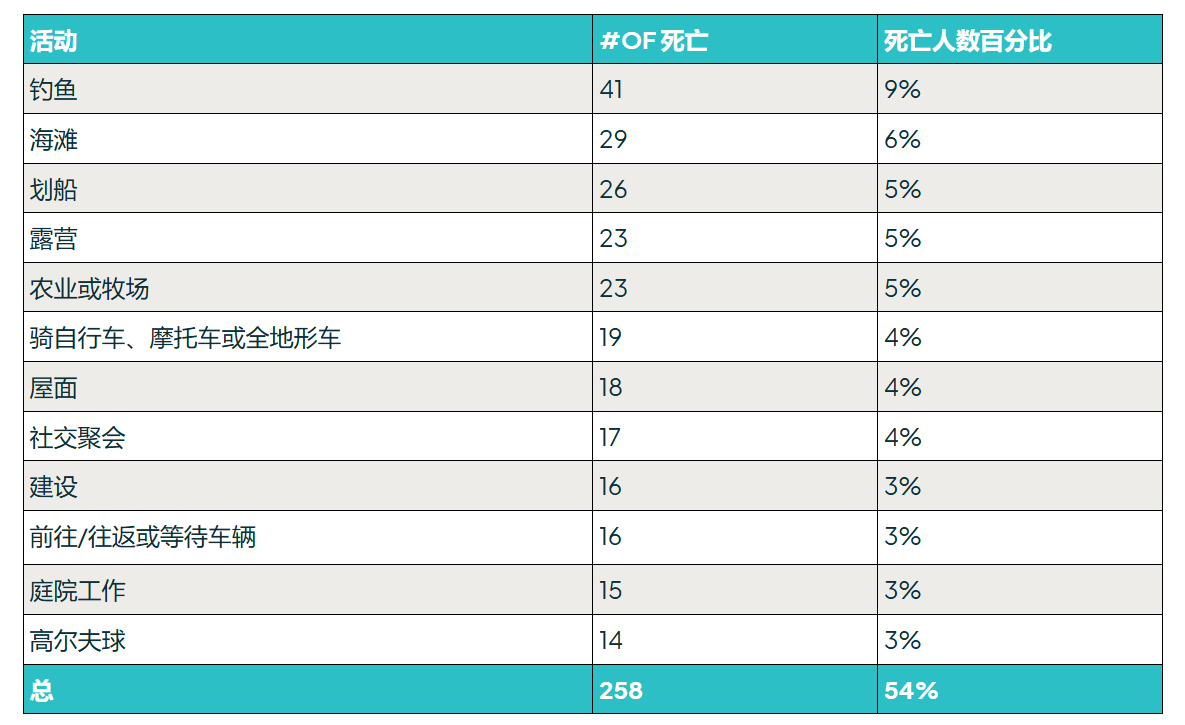 活动 #OF 死亡 死亡人数百分比
钓鱼 41 9%
海滩 29 6%
划船 26 5%
露营 23 5%
农业或牧场 23 5%
骑自行车、摩托车或全地形车 19 4%
屋面 18 4%
社交聚会 17 4%
建设 16 3%
前往/往返或等待车辆 16 3%
庭院工作 15 3%
高尔夫球 14 3%
总 258 54%